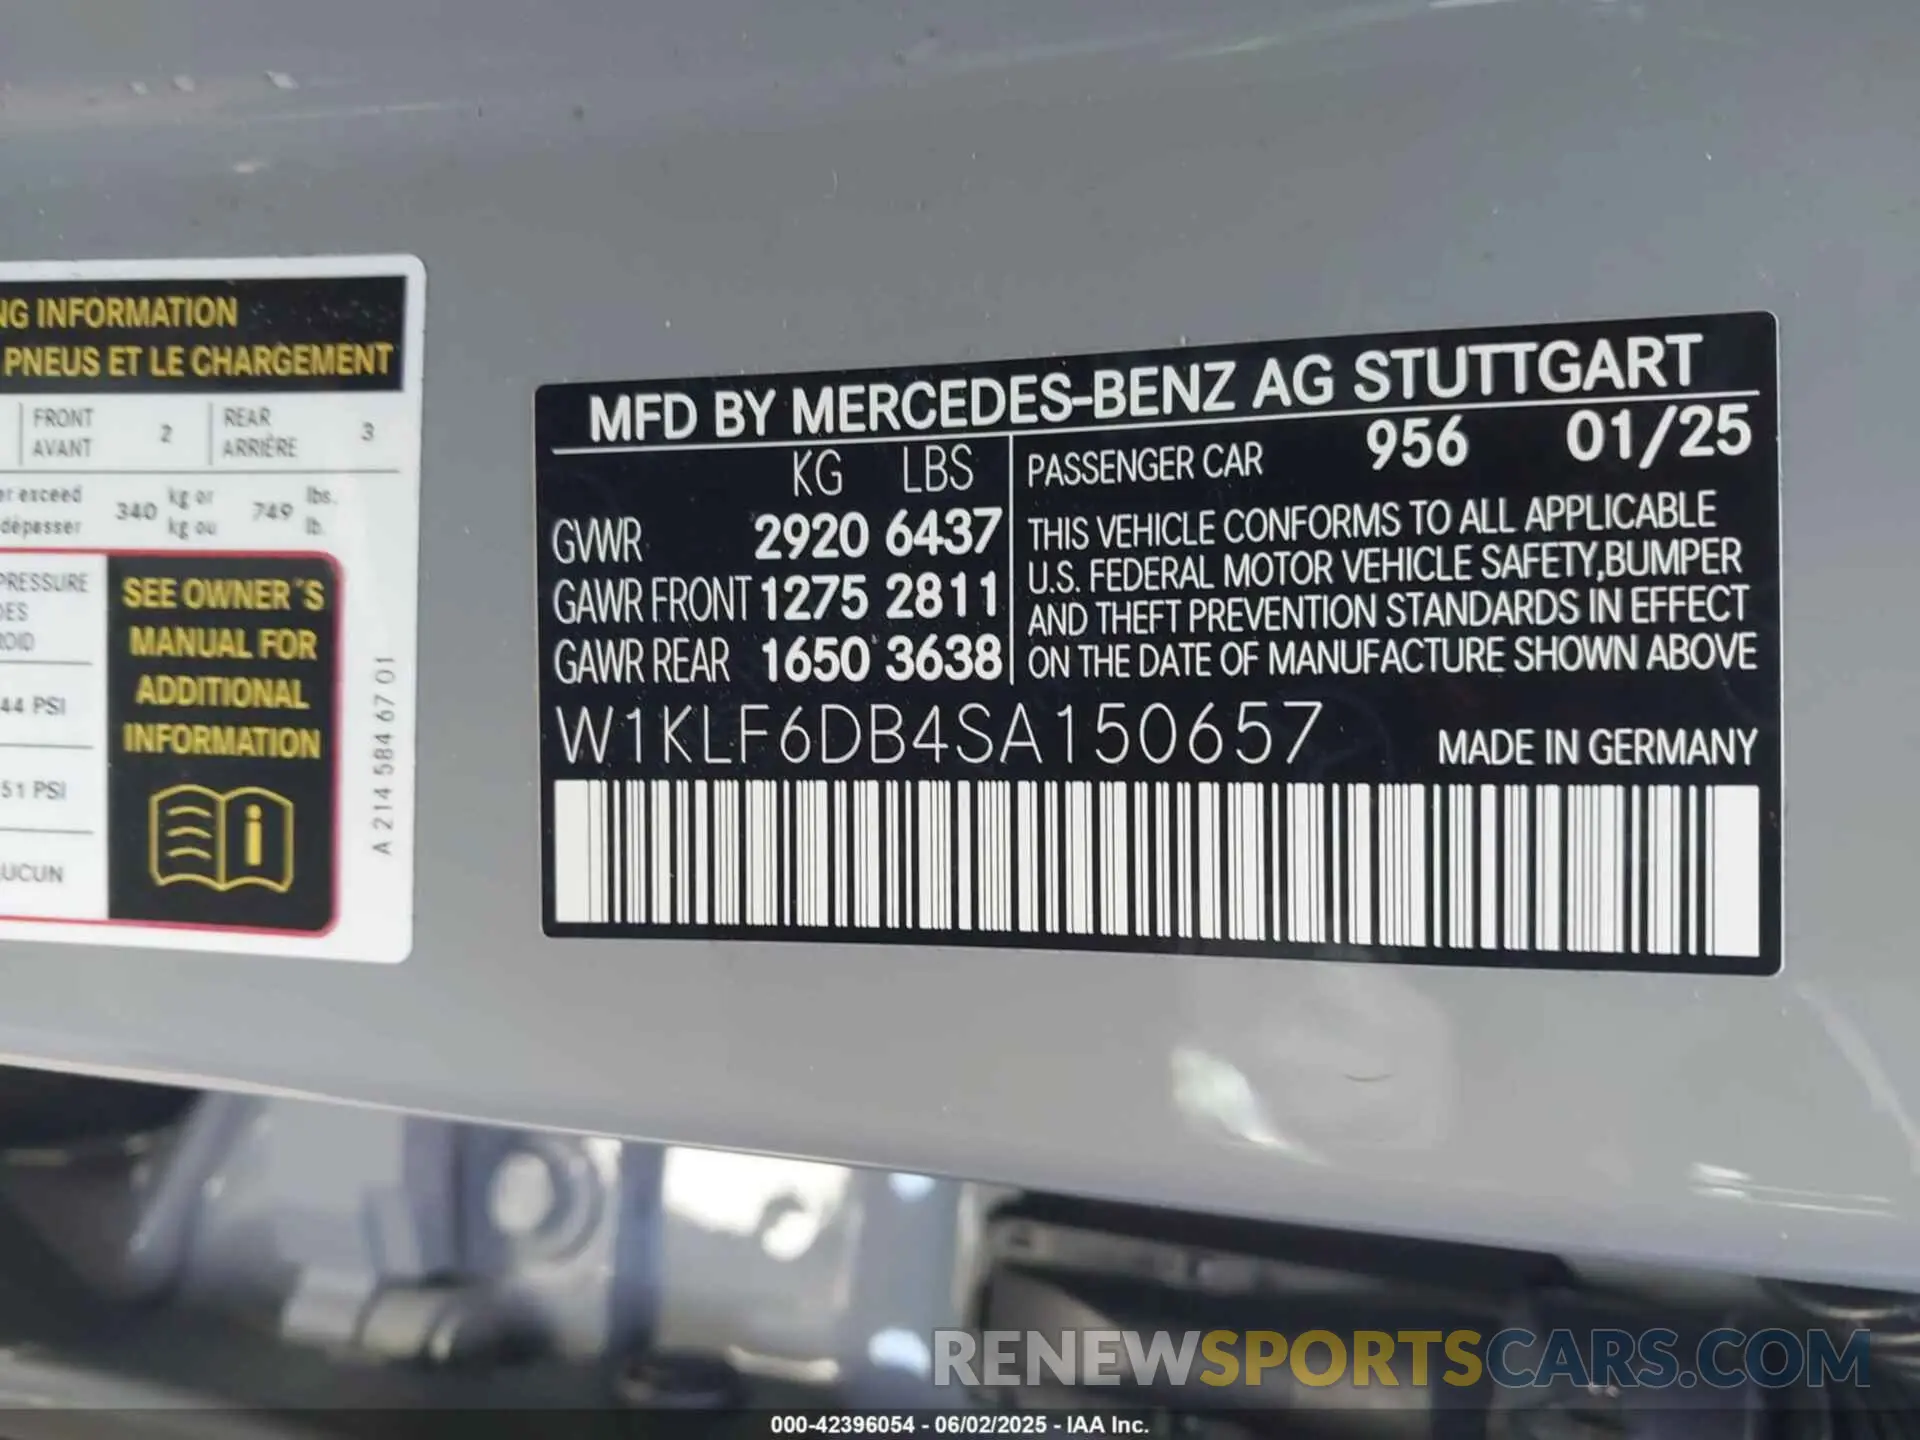 NG INFORMATION
PNEUS ET LE CHARGEMENT
FRONT 2 REAR 3
AVANT ARRIÈRE
er exceed 340 kg or 749 lbs.
dépasser kg ou lb.
PRESSURE
DES
ROID
44 PSI
51 PSI
UCUN
SEE OWNER´S
MANUAL FOR
ADDITIONAL
INFORMATION
A 214 584 67 01
MFD BY MERCEDES-BENZ AG STUTTGART
KG LBS
GVWR 2920 6437
GAWR FRONT 1275 2811
GAWR REAR 1650 3638
PASSENGER CAR 956 01/25
THIS VEHICLE CONFORMS TO ALL APPLICABLE
U.S. FEDERAL MOTOR VEHICLE SAFETY,BUMPER
AND THEFT PREVENTION STANDARDS IN EFFECT
ON THE DATE OF MANUFACTURE SHOWN ABOVE
W1KLF6DB4SA150657
MADE IN GERMANY
RENEWSPORTSCARS.COM
000-42396054 - 06/02/2025 - IAA Inc.